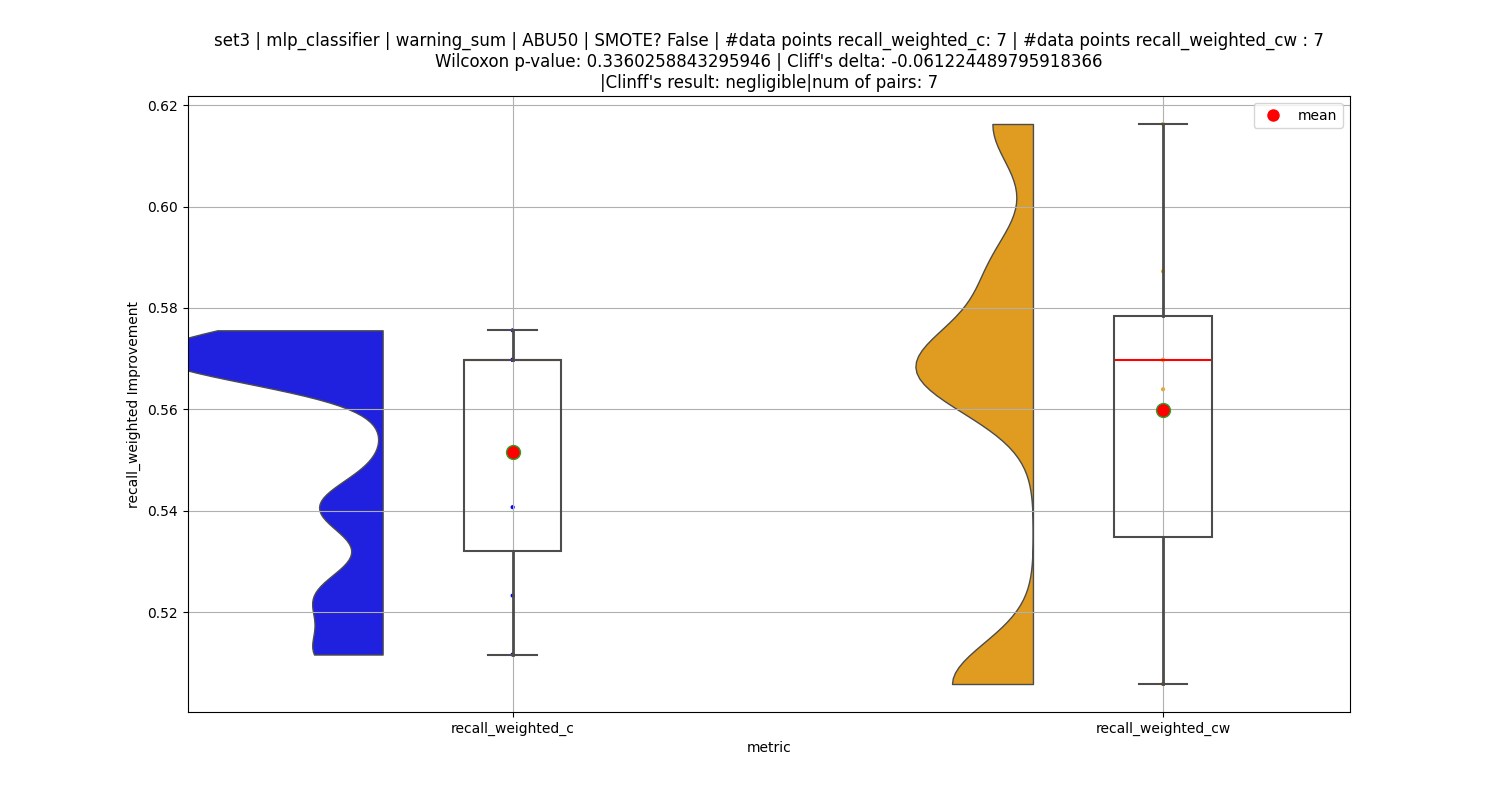 set3 | mlp_classifier | warning_sum | ABU50 | SMOTE? False | #data points recall_weighted_c: 7 | #data points recall_weighted_cw : 7
Wilcoxon p-value: 0.3360258843295946 | Cliff's delta: -0.061224489795918366
|Clinff's result: negligible|num of pairs: 7
mean
0.62
0.60
0.58
0.56
0.54
0.52
recall_weighted Improvement
recall_weighted_c
recall_weighted_cw
metric